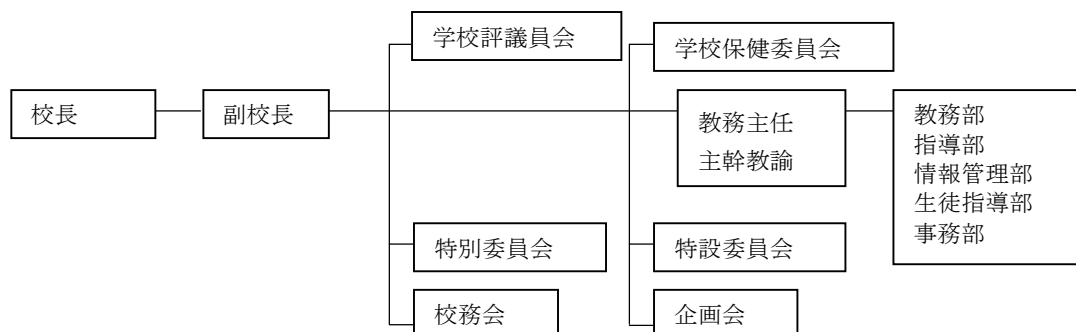 学校評議員会
学校保健委員会
校長
副校長
教務主任
主幹教諭
教務部
指導部
情報管理部
生徒指導部
事務部
特別委員会
特設委員会
校務会
企画会